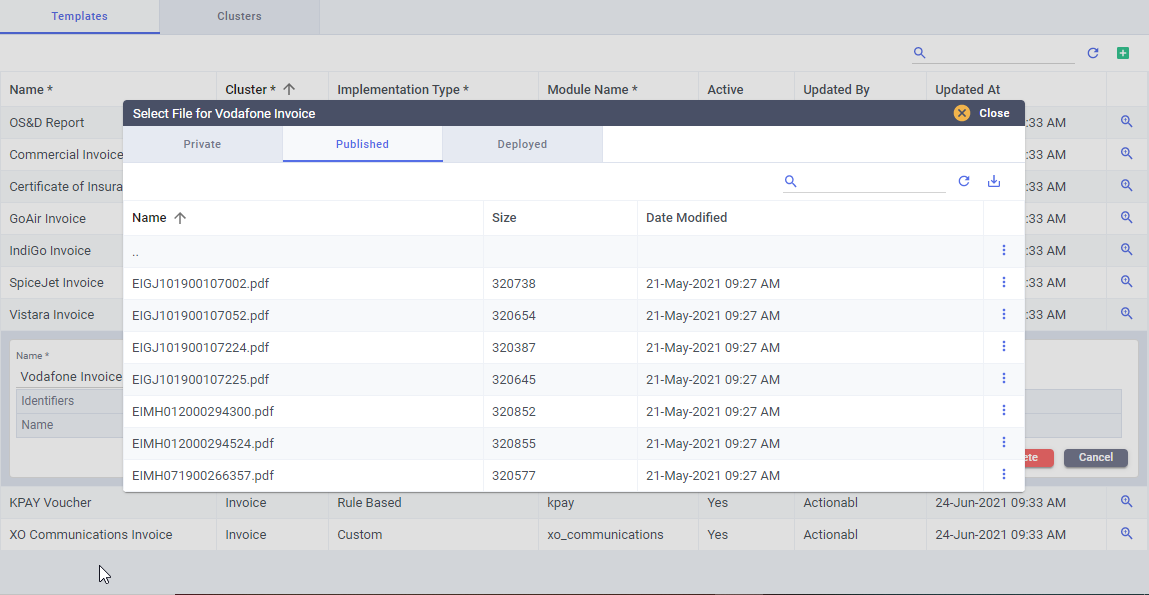 Templates Clusters
Name * Cluster * Implementation Type * Module Name * Active Updated By Updated At
Select File for Vodafone Invoice Close
OS&D Report :33 AM
Private Published Deployed
Commercial Invoice :33 AM
Certificate of Insura :33 AM
GoAir Invoice Name Size Date Modified :33 AM
IndiGo Invoice .. :33 AM
SpiceJet Invoice EIGJ101900107002.pdf 320738 21-May-2021 09:27 AM :33 AM
Vistara Invoice EIGJ101900107052.pdf 320654 21-May-2021 09:27 AM :33 AM
Name * EIGJ101900107224.pdf 320387 21-May-2021 09:27 AM
Vodafone Invoice EIGJ101900107225.pdf 320645 21-May-2021 09:27 AM
Identifiers EIMH012000294300.pdf 320852 21-May-2021 09:27 AM
Name EIMH012000294524.pdf 320855 21-May-2021 09:27 AM
ete Cancel
EIMH071900266357.pdf 320577 21-May-2021 09:27 AM
KPAY Voucher Invoice Rule Based kpay Yes Actionabl 24-Jun-2021 09:33 AM
XO Communications Invoice Invoice Custom xo_communications Yes Actionabl 24-Jun-2021 09:33 AM